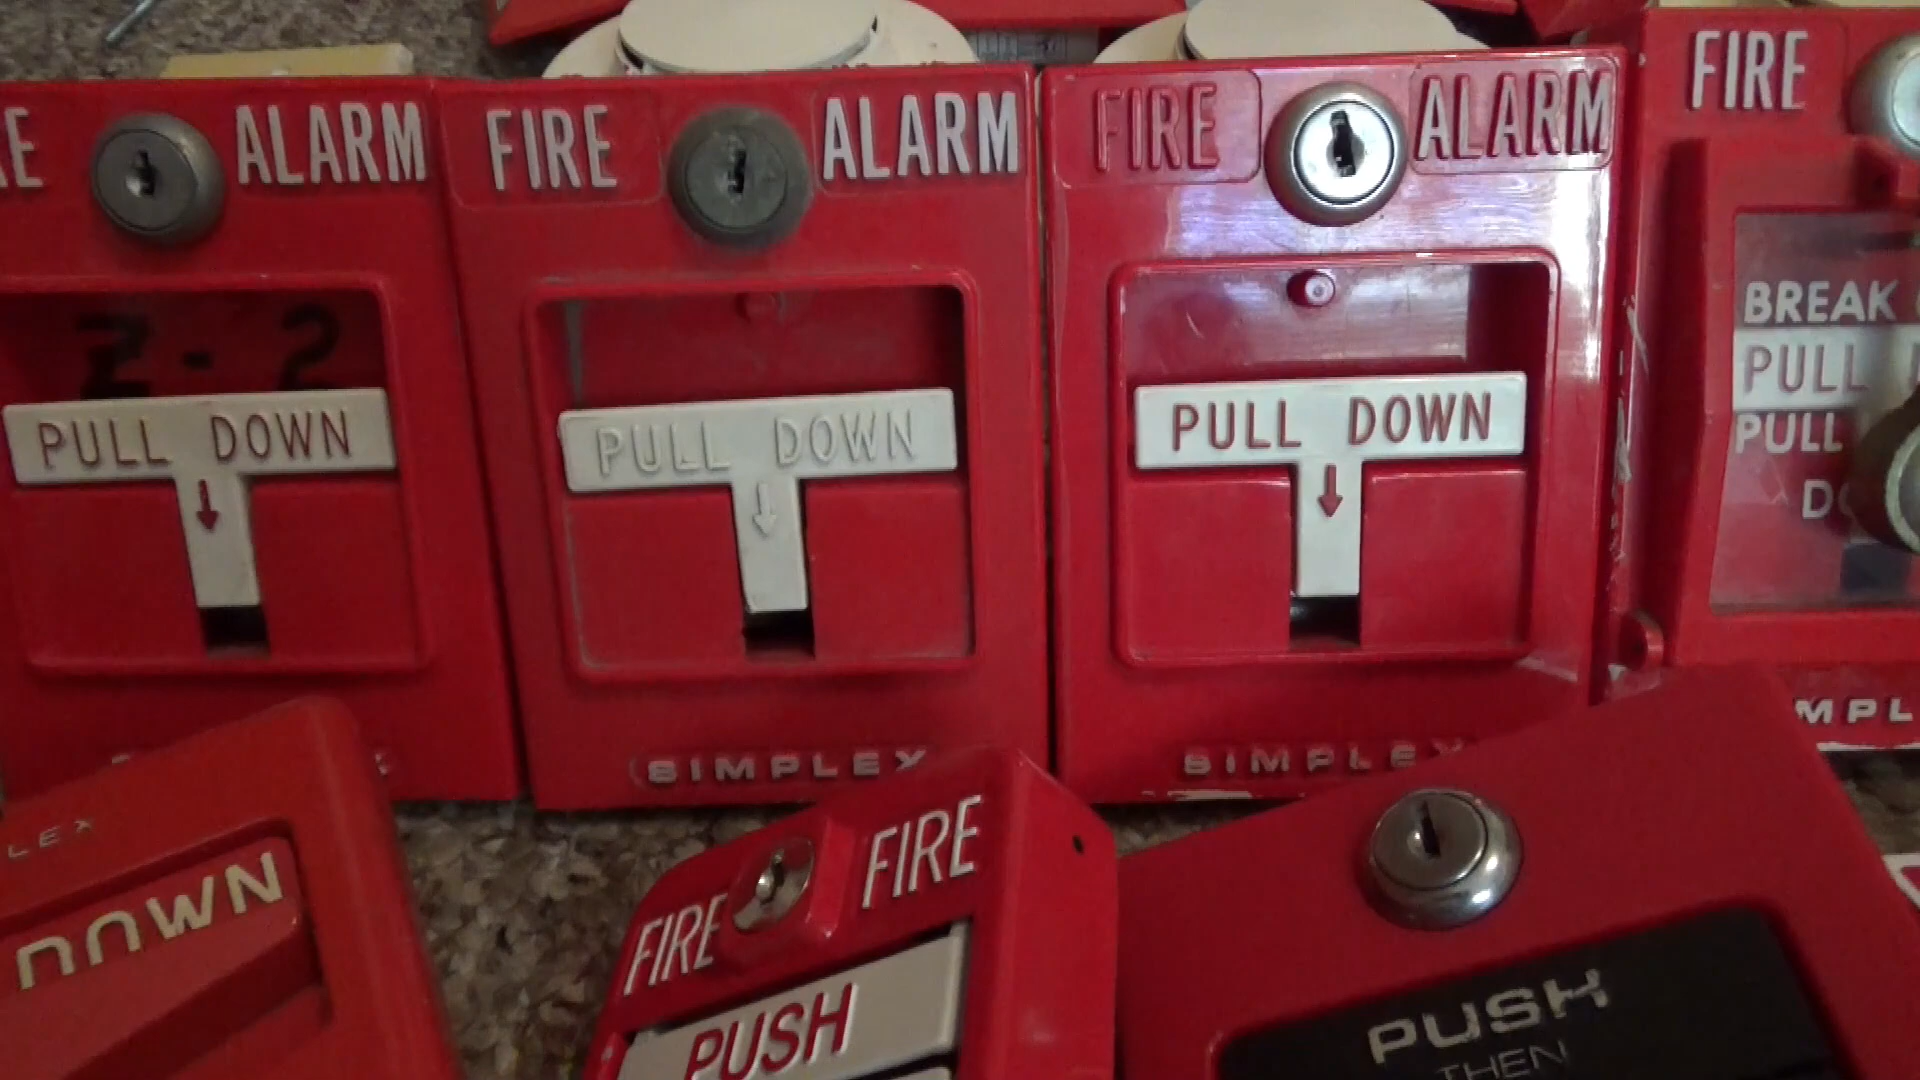 FIRE ALARM
FIRE ALARM
FIRE ALARM
FIRE
Z-2
PULL DOWN
PULL DOWN
PULL DOWN
BREAK
PULL
PULL
SIMPLEX
SIMPLEX
DOWN
FIRE FIRE
PUSH
PUSH
THEN